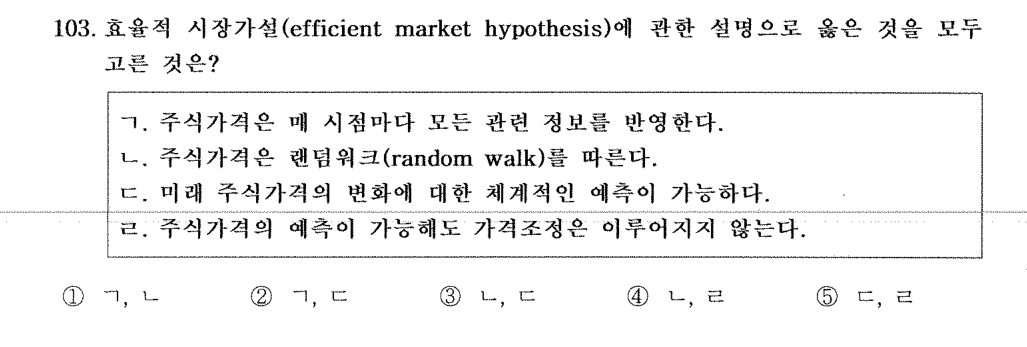 103. 효율적 시장가설(efficient market hypothesis)에 관한 설명으로 옳은 것을 모두
고른 것은?
ㄱ. 주식가격은 매 시점마다 모든 관련 정보를 반영한다.
ㄴ. 주식가격은 랜덤워크(random walk)를 따른다.
ㄷ. 미래 주식가격의 변화에 대한 체계적인 예측이 가능하다.
ㄹ. 주식가격의 예측이 가능해도 가격조정은 이루어지지 않는다.
① ㄱ, ㄴ ② ㄱ, ㄷ ③ ㄴ, ㄷ ④ ㄴ, ㄹ ⑤ ㄷ, ㄹ